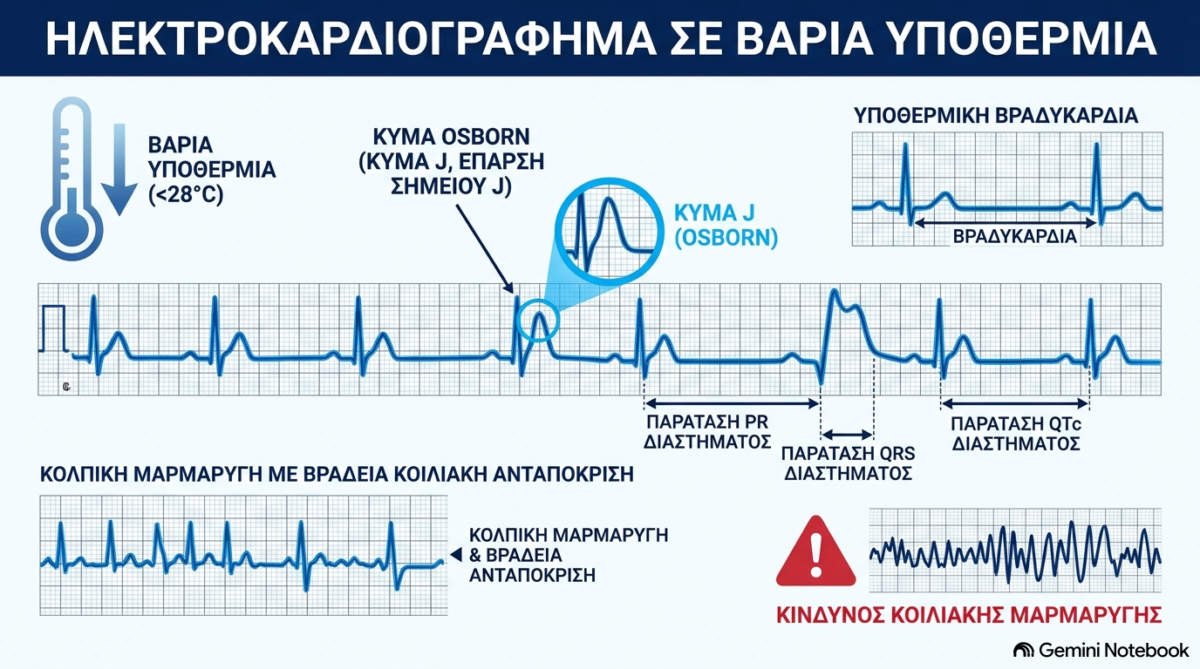 ΗΛΕΚΤΡΟΚΑΡΔΙΟΓΡΑΦΗΜΑ ΣΕ ΒΑΡΙΑ ΥΠΟΘΕΡΜΙΑ
ΒΑΡΙΑ
ΥΠΟΘΕΡΜΙΑ
(<28°C)
ΚΥΜΑ OSBORN
(ΚΥΜΑ J, ΕΠΑΡΣΗ
ΣΗΜΕΙΟΥ J)
ΚΥΜΑ J
(OSBORN)
ΥΠΟΘΕΡΜΙΚΗ ΒΡΑΔΥΚΑΡΔΙΑ
ΒΡΑΔΥΚΑΡΔΙΑ
ΠΑΡΑΤΑΣΗ PR
ΔΙΑΣΤΗΜΑΤΟΣ
ΠΑΡΑΤΑΣΗ QRS
ΔΙΑΣΤΗΜΑΤΟΣ
ΠΑΡΑΤΑΣΗ QTc
ΔΙΑΣΤΗΜΑΤΟΣ
ΚΟΛΠΙΚΗ ΜΑΡΜΑΡΥΓΗ ΜΕ ΒΡΑΔΕΙΑ ΚΟΙΛΙΑΚΗ ΑΝΤΑΠΟΚΡΙΣΗ
ΚΟΛΠΙΚΗ ΜΑΡΜΑΡΥΓΗ
& ΒΡΑΔΕΙΑ
ΑΝΤΑΠΟΚΡΙΣΗ
ΚΙΝΔΥΝΟΣ ΚΟΙΛΙΑΚΗΣ ΜΑΡΜΑΡΥΓΗΣ
Gemini Notebook